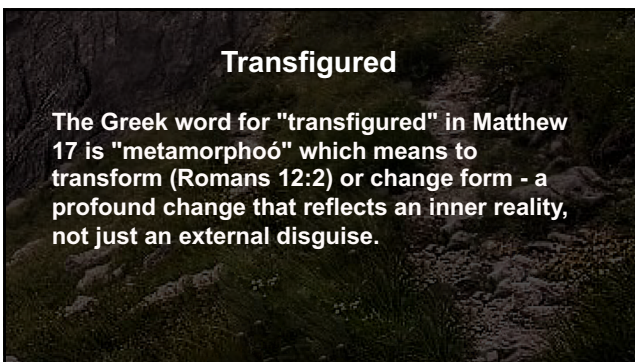 Transfigured
The Greek word for "transfigured" in Matthew
17 is "metamorphoó" which means to
transform (Romans 12:2) or change form - a
profound change that reflects an inner reality,
not just an external disguise.